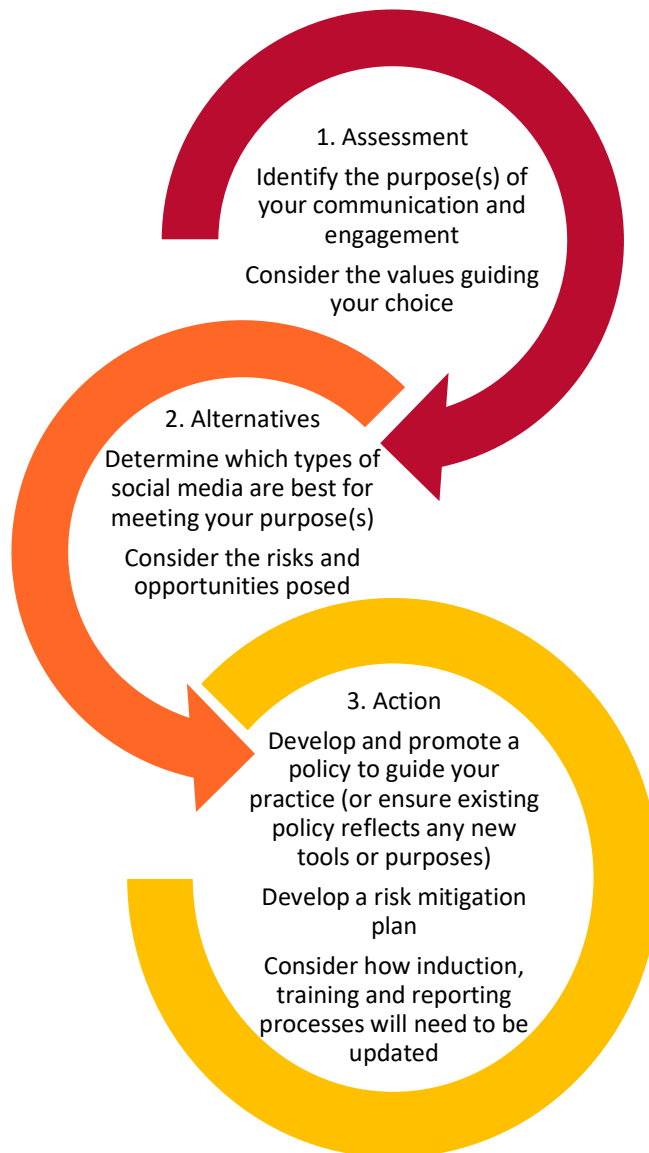 1. Assessment
Identify the purpose(s) of
your communication and
engagement
Consider the values guiding
your choice
2. Alternatives
Determine which types of
social media are best for
meeting your purpose(s)
Consider the risks and
opportunities posed
3. Action
Develop and promote a
policy to guide your
practice (or ensure existing
policy reflects any new
tools or purposes)
Develop a risk mitigation
plan
Consider how induction,
training and reporting
processes will need to be
updated